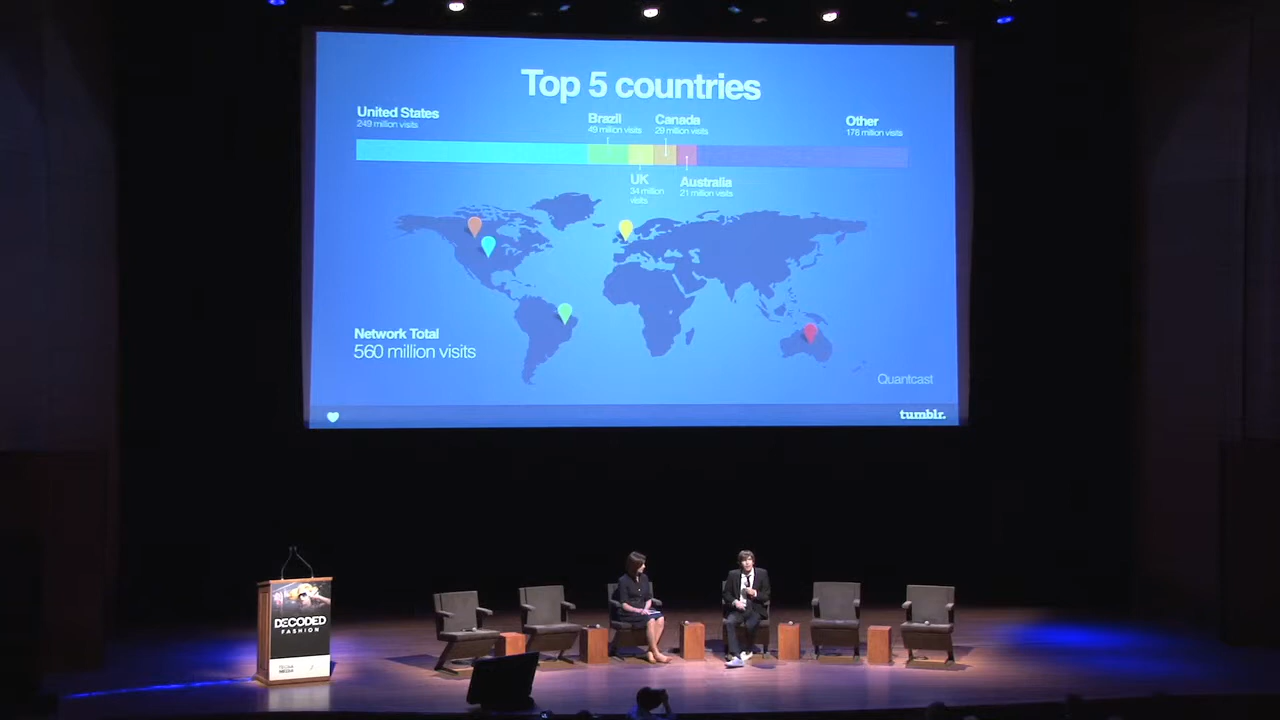 Top 5 countries
United States
249 million visits
Brazil
49 million visits
Canada
29 million visits
Other
178 million visits
UK
34 million
visits
Australia
21 million visits
Network Total
560 million visits
Quantcast
tumblr.
DECODED
FASHION